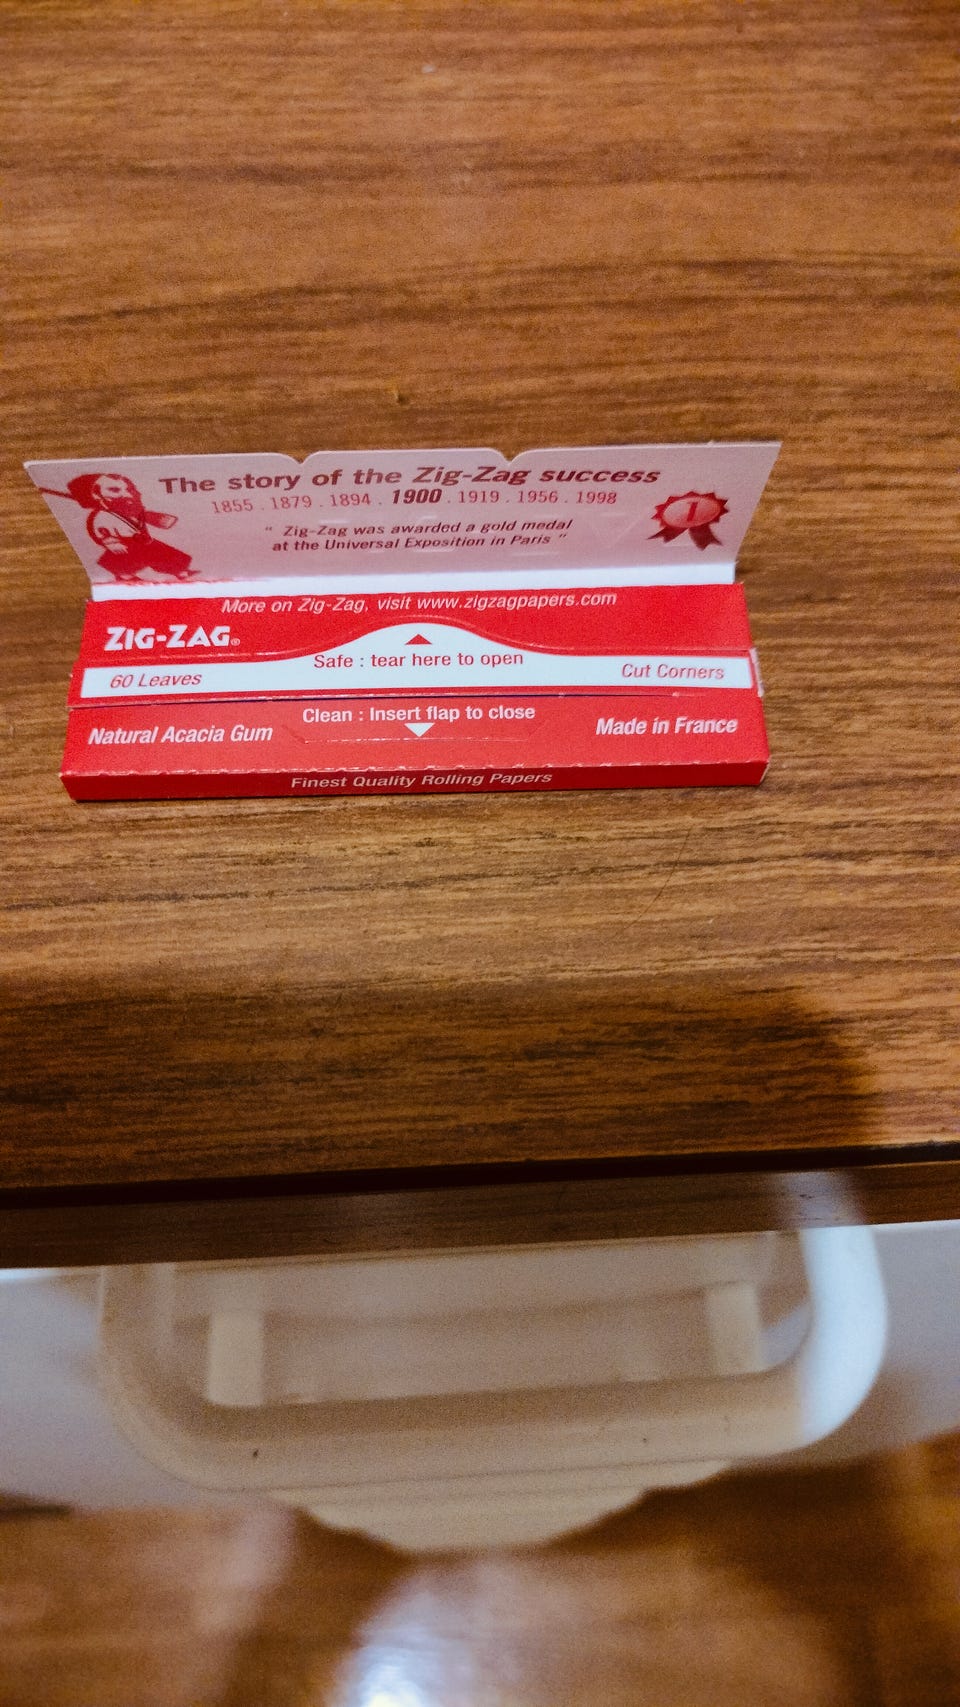 The story of the Zig-Zag success
1855 . 1879 . 1894 . 1900 . 1919 . 1956 . 1998
" Zig-Zag was awarded a gold medal
at the Universal Exposition in Paris "
1
More on Zig-Zag, visit www.zigzagpapers.com
ZIG-ZAG®
Safe : tear here to open
60 Leaves
Cut Corners
Clean : Insert flap to close
Natural Acacia Gum
Made in France
Finest Quality Rolling Papers